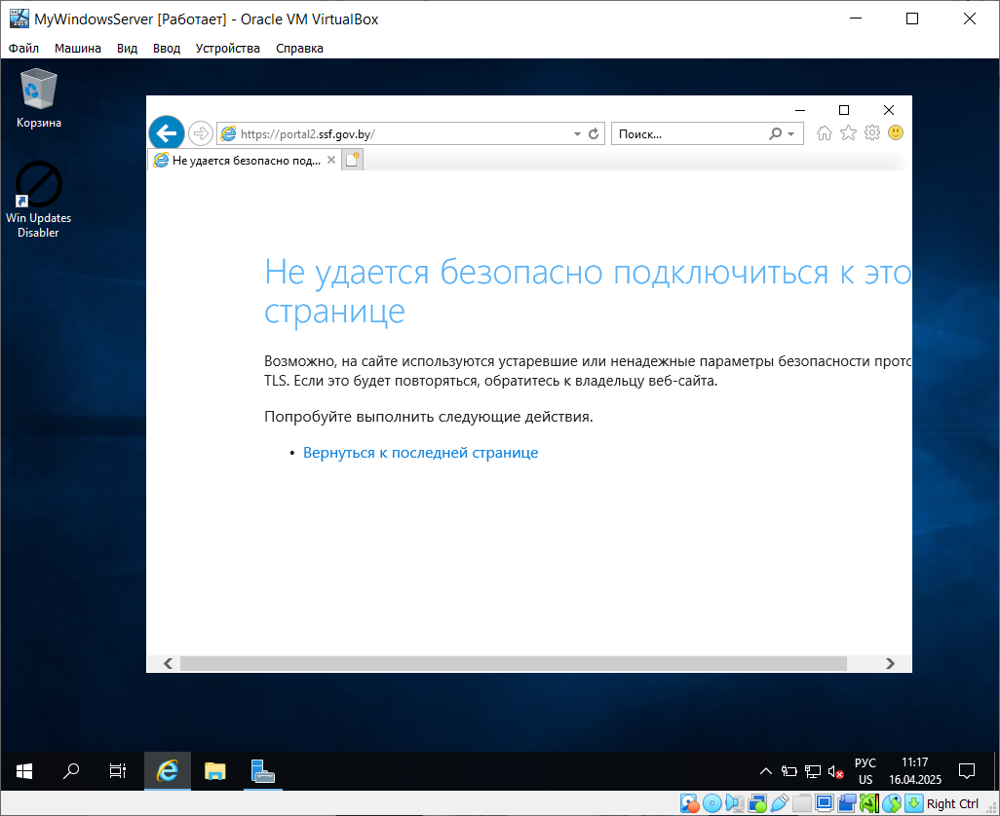 MyWindowsServer [Работает] - Oracle VM VirtualBox
Файл Машина Вид Ввод Устройства Справка
Корзина
Win Updates
Disabler
https://portal2.ssf.gov.by/
Поиск...
Не удается безопасно под...
Не удается безопасно подключиться к это
странице
Возможно, на сайте используются устаревшие или ненадежные параметры безопасности прото
TLS. Если это будет повторяться, обратитесь к владельцу веб-сайта.
Попробуйте выполнить следующие действия.
• Вернуться к последней странице
РУС
US
11:17
16.04.2025
Right Ctrl